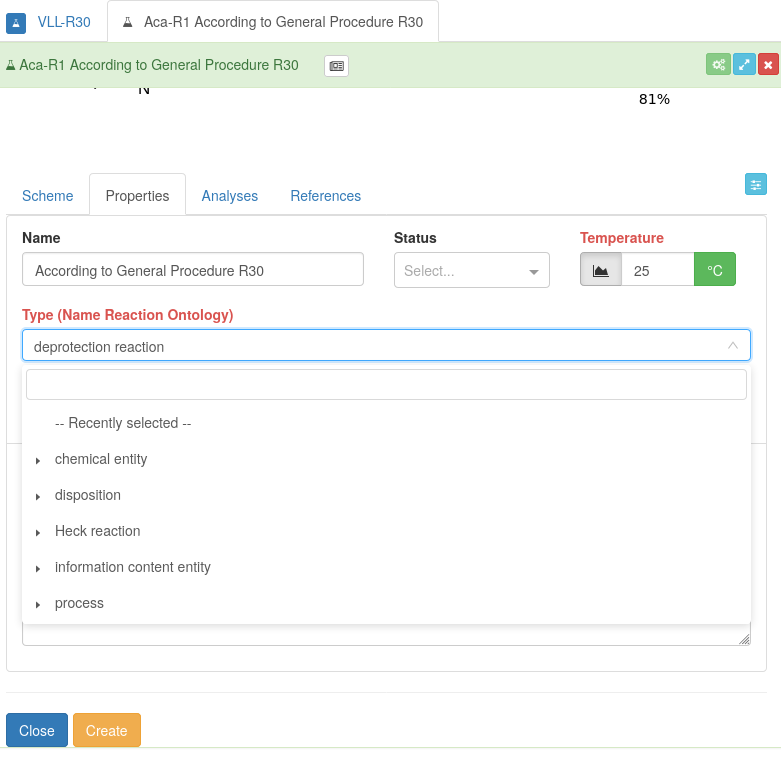 VLL-R30
Aca-R1 According to General Procedure R30
Aca-R1 According to General Procedure R30
N
81%
Scheme
Properties
Analyses
References
Name
Status
Temperature
According to General Procedure R30
Select...
25
°C
Type (Name Reaction Ontology)
deprotection reaction
-- Recently selected --
chemical entity
disposition
Heck reaction
information content entity
process
Close
Create